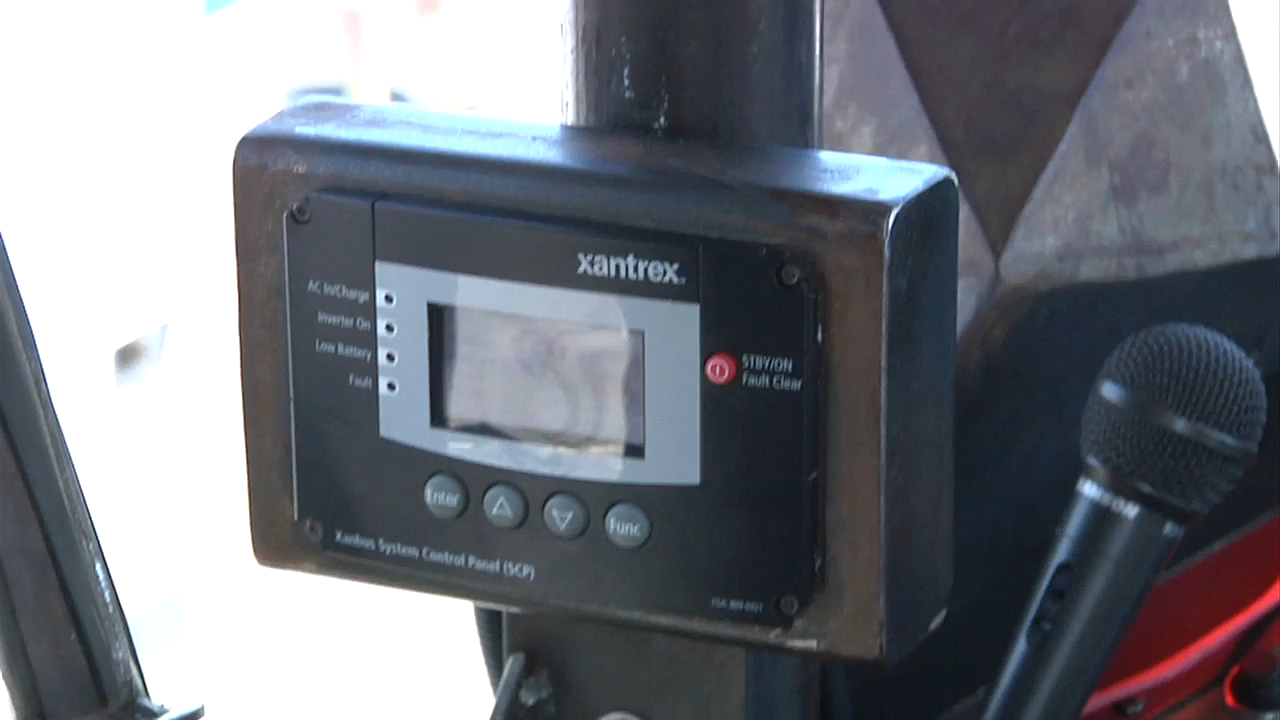 xantrex
AC In/Charge
Inverter On
Low Battery
Fault
STBY/ON
Fault Clear
Enter
Func
Xanbus System Control Panel (SCP)